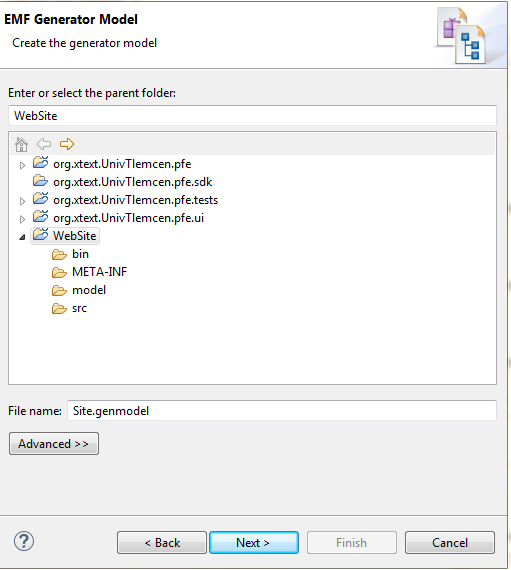 EMF Generator Model
Create the generator model
Enter or select the parent folder:
WebSite
org.xtext.UnivTlemcen.pfe
org.xtext.UnivTlemcen.pfe.sdk
org.xtext.UnivTlemcen.pfe.tests
org.xtext.UnivTlemcen.pfe.ui
WebSite
bin
META-INF
model
src
File name: Site.genmodel
Advanced >>
? < Back Next > Finish Cancel